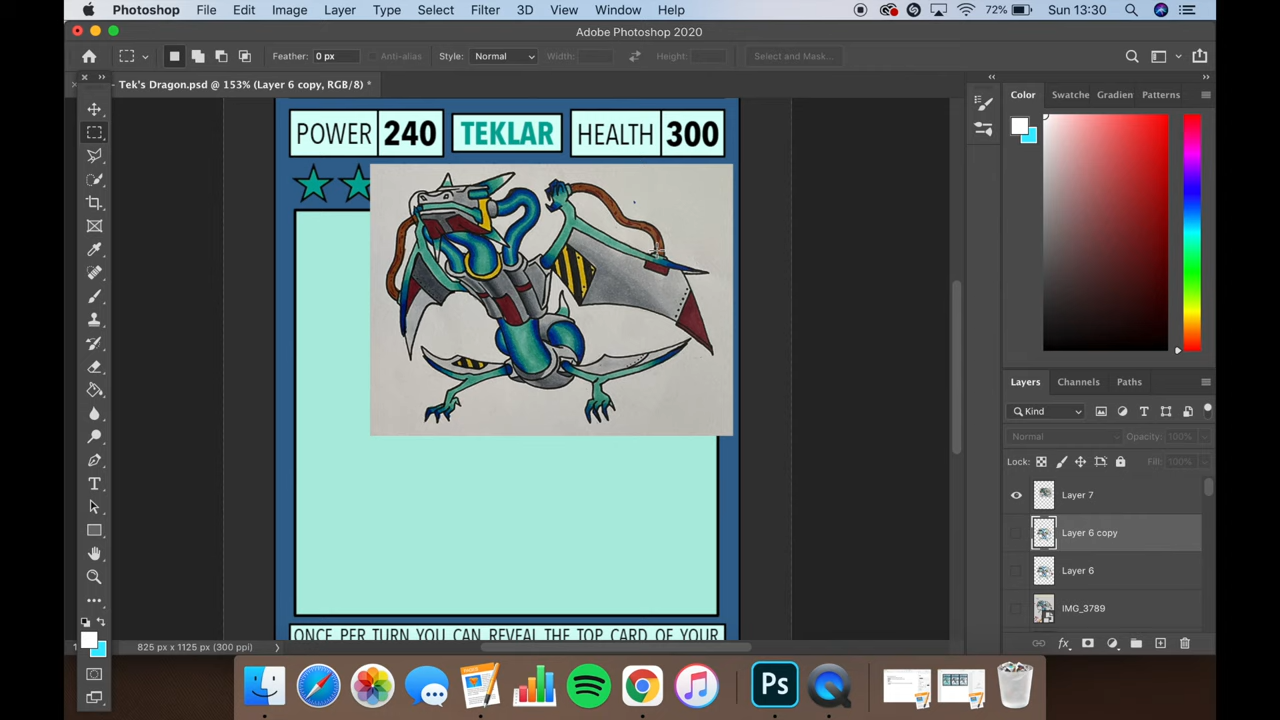 Photoshop File Edit Image Layer Type Select Filter 3D View Window Help 72% Sun 13:30
Adobe Photoshop 2020
Feather: 0 px Anti-alias Style: Normal Width: Height: Select and Mask...
Tek's Dragon.psd @ 153% (Layer 6 copy, RGB/8) *
Color Swatche Gradien Patterns
POWER 240 TEKLAR HEALTH 300
Layers Channels Paths
Kind
Normal Opacity: 100%
Lock: Fill: 100%
Layer 7
Layer 6 copy
Layer 6
IMG_3789
ONCE PER TURN YOU CAN REVEAL THE TOP CARD OF YOUR
825 px x 1125 px (300 ppi)
Ps